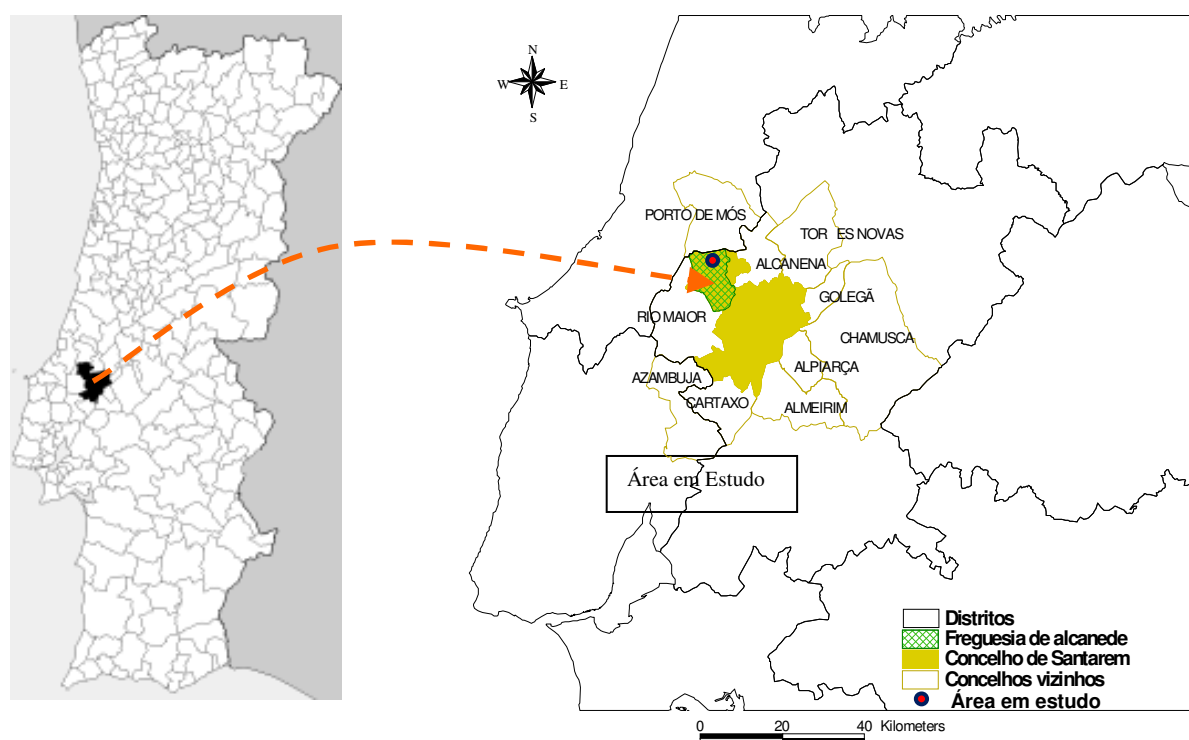 N
W E
S
PORTO DE MÓS
TOR ES NOVAS
ALCANENA
GOLEGÃ
RIO MAIOR
CHAMUSCA
ALPIARÇA
AZAMBUJA
CARTAXO
ALMEIRIM
Área em Estudo
Distritos
Freguesia de alcanede
Concelho de Santarem
Concelhos vizinhos
Área em estudo
0 20 40 Kilometers